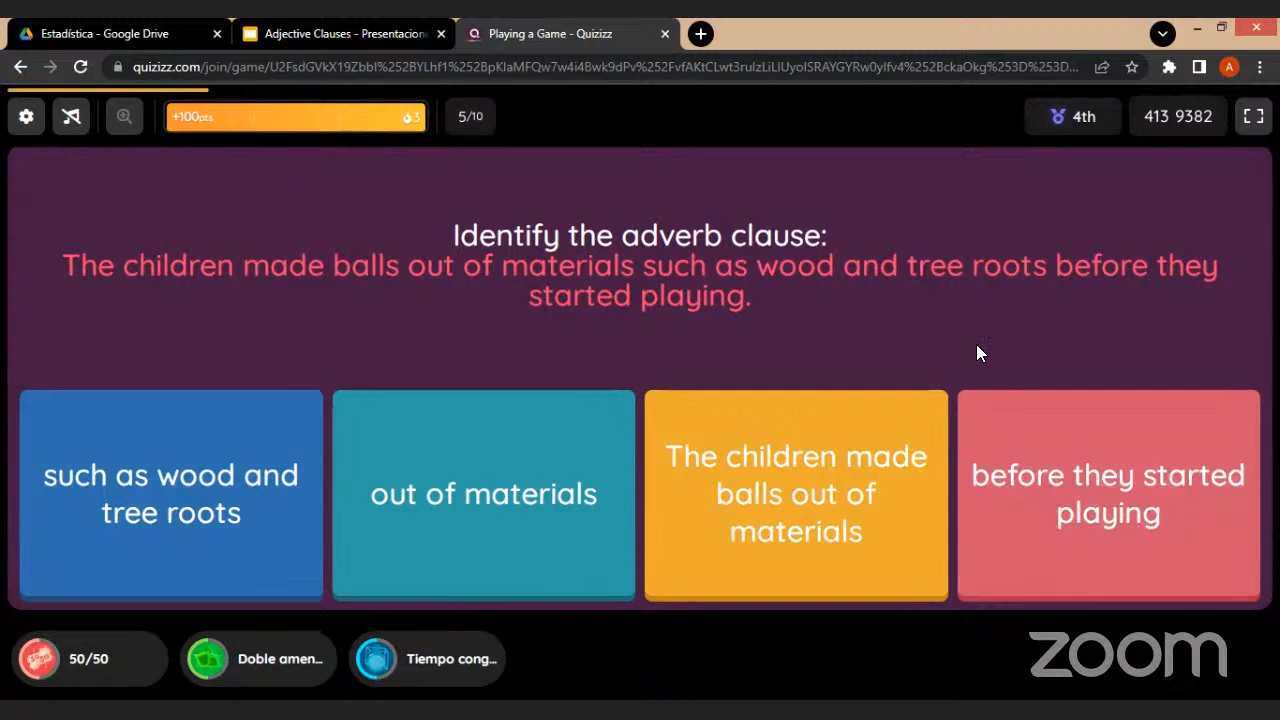 Estadística - Google Drive
Adjective Clauses - Presentacion
Playing a Game - Quizizz
+100pts
3
5/10
4th
413 9382
Identify the adverb clause:
The children made balls out of materials such as wood and tree roots before they
started playing.
such as wood and
tree roots
out of materials
The children made
balls out of
materials
before they started
playing
50/50
Doble amen...
Tiempo cong...
zoom